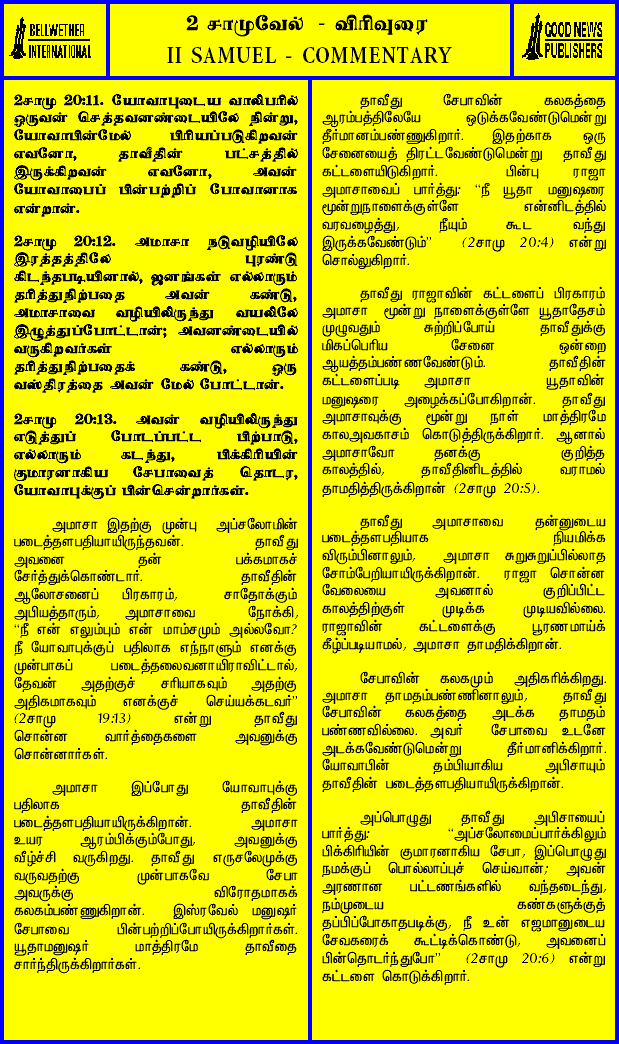 BELLWETHER
INTERNATIONAL
2 சாமுவேல் - விரிவுரை
II SAMUEL - COMMENTARY
GOOD NEWS
PUBLISHERS
2சாமு 20:11. யோவாபுடைய வாலிபரில்
ஒருவன் செத்தவனண்டையிலே நின்று,
யோவாபின்மேல் பிரியப்படுகிறவன்
எவனோ, தாவீதின் பட்சத்தில்
இருக்கிறவன் எவனோ, அவன்
யோவாபைப் பின்பற்றிப் போவானாக
என்றான்.
2சாமு 20:12. அமாசா நடுவழியிலே
இரத்தத்திலே புரண்டு
கிடந்தபடியினால், ஜனங்கள் எல்லாரும்
தரித்துநிற்பதை அவன் கண்டு,
அமாசாவை வழியிலிருந்து வயலிலே
இழுத்துப்போட்டான்; அவனண்டையில்
வருகிறவர்கள் எல்லாரும்
தரித்துநிற்பதைக் கண்டு, ஒரு
வஸ்திரத்தை அவன் மேல் போட்டான்.
2சாமு 20:13. அவன் வழியிலிருந்து
எடுத்துப் போடப்பட்ட பிற்பாடு,
எல்லாரும் கடந்து, பிக்கிரியின்
குமாரனாகிய சேபாவைத் தொடர,
யோவாபுக்குப் பின்சென்றார்கள்.
அமாசா இதற்கு முன்பு அப்சலோமின்
படைத்தளபதியாயிருந்தவன். தாவீது
அவனை தன் பக்கமாகச்
சேர்த்துக்கொண்டார். தாவீதின்
ஆலோசனைப் பிரகாரம், சாதோக்கும்
அபியத்தாரும், அமாசாவை நோக்கி,
“நீ என் எலும்பும் என் மாம்சமும் அல்லவோ?
நீ யோவாபுக்குப் பதிலாக எந்நாளும் எனக்கு
முன்பாகப் படைத்தலைவனாயிராவிட்டால்,
தேவன் அதற்குச் சரியாகவும் அதற்கு
அதிகமாகவும் எனக்குச் செய்யக்கடவர்”
(2சாமு 19:13) என்று தாவீது
சொன்ன வார்த்தைகளை அவனுக்கு
சொன்னார்கள்.
அமாசா இப்போது யோவாபுக்கு
பதிலாக தாவீதின்
படைத்தளபதியாயிருக்கிறான். அமாசா
உயர ஆரம்பிக்கும்போது, அவனுக்கு
வீழ்ச்சி வருகிறது. தாவீது எருசலேமுக்கு
வருவதற்கு முன்பாகவே சேபா
அவருக்கு விரோதமாகக்
கலகம்பண்ணுகிறான். இஸ்ரவேல் மனுஷர்
சேபாவை பின்பற்றிப்போயிருக்கிறார்கள்.
யூதாமனுஷர் மாத்திரமே தாவீதை
சார்ந்திருக்கிறார்கள்.
தாவீது சேபாவின் கலகத்தை
ஆரம்பத்திலேயே ஒடுக்கவேண்டுமென்று
தீர்மானம்பண்ணுகிறார். இதற்காக ஒரு
சேனையைத் திரட்டவேண்டுமென்று தாவீது
கட்டளையிடுகிறார். பின்பு ராஜா
அமாசாவைப் பார்த்து: “நீ யூதா மனுஷரை
மூன்றுநாளைக்குள்ளே என்னிடத்தில்
வரவழைத்து, நீயும் கூட வந்து
இருக்கவேண்டும்” (2சாமு 20:4) என்று
சொல்லுகிறார்.
தாவீது ராஜாவின் கட்டளைப் பிரகாரம்
அமாசா மூன்று நாளைக்குள்ளே யூதாதேசம்
முழுவதும் சுற்றிப்போய் தாவீதுக்கு
மிகப்பெரிய சேனை ஒன்றை
ஆயத்தம்பண்ணவேண்டும். தாவீதின்
கட்டளைப்படி அமாசா யூதாவின்
மனுஷரை அழைக்கப்போகிறான். தாவீது
அமாசாவுக்கு மூன்று நாள் மாத்திரமே
காலஅவகாசம் கொடுத்திருக்கிறார். ஆனால்
அமாசாவோ தனக்கு குறித்த
காலத்தில், தாவீதினிடத்தில் வராமல்
தாமதித்திருக்கிறான் (2சாமு 20:5).
தாவீது அமாசாவை தன்னுடைய
படைத்தளபதியாக நியமிக்க
விரும்பினாலும், அமாசா சுறுசுறுப்பில்லாத
சோம்பேறியாயிருக்கிறான். ராஜா சொன்ன
வேலையை அவனால் குறிப்பிட்ட
காலத்திற்குள் முடிக்க முடியவில்லை.
ராஜாவின் கட்டளைக்கு பூரணமாய்க்
கீழ்ப்படியாமல், அமாசா தாமதிக்கிறான்.
சேபாவின் கலகமும் அதிகரிக்கிறது.
அமாசா தாமதம்பண்ணினாலும், தாவீது
சேபாவின் கலகத்தை அடக்க தாமதம்
பண்ணவில்லை. அவர் சேபாவை உடனே
அடக்கவேண்டுமென்று தீர்மானிக்கிறார்.
யோவாபின் தம்பியாகிய அபிசாயும்
தாவீதின் படைத்தளபதியாயிருக்கிறான்.
அப்பொழுது தாவீது அபிசாயைப்
பார்த்து: “அப்சலோமைப்பார்க்கிலும்
பிக்கிரியின் குமாரனாகிய சேபா, இப்பொழுது
நமக்குப் பொல்லாப்புச் செய்வான்; அவன்
அரணான பட்டணங்களில் வந்தடைந்து,
நம்முடைய கண்களுக்குத்
தப்பிப்போகாதபடிக்கு, நீ உன் எஜமானுடைய
சேவகரைக் கூட்டிக்கொண்டு, அவனைப்
பின்தொடர்ந்துபோ” (2சாமு 20:6) என்று
கட்டளை கொடுக்கிறார்.